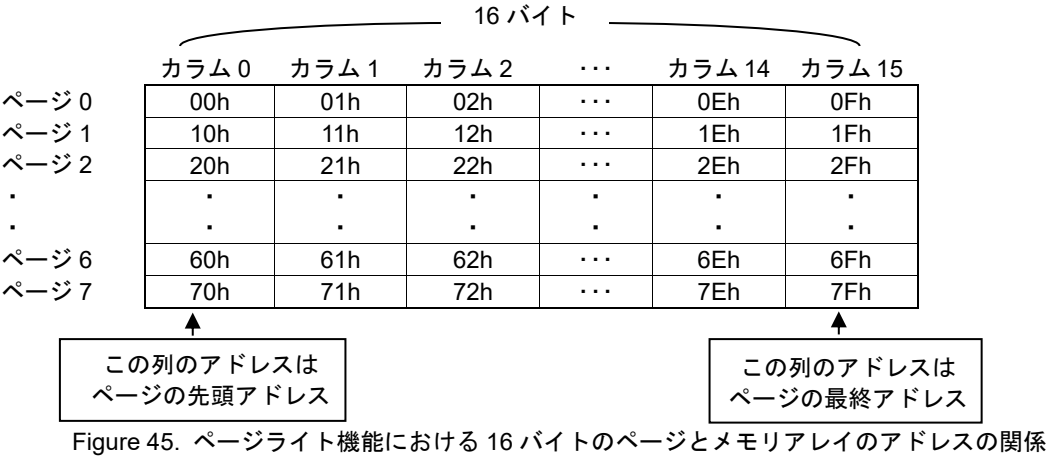 16 バイト
カラム 0 カラム 1 カラム 2 ··· カラム 14 カラム 15
ページ 0 00h 01h 02h ··· 0Eh 0Fh
ページ 1 10h 11h 12h ··· 1Eh 1Fh
ページ 2 20h 21h 22h ··· 2Eh 2Fh
・ ・ ・ ・ ・ ・ ・
・ ・ ・ ・ ・ ・ ・
ページ 6 60h 61h 62h ··· 6Eh 6Fh
ページ 7 70h 71h 72h ··· 7Eh 7Fh
この列のアドレスは
ページの先頭アドレス
この列のアドレスは
ページの最終アドレス
Figure 45. ページライト機能における 16 バイトのページとメモリアレイのアドレスの関係